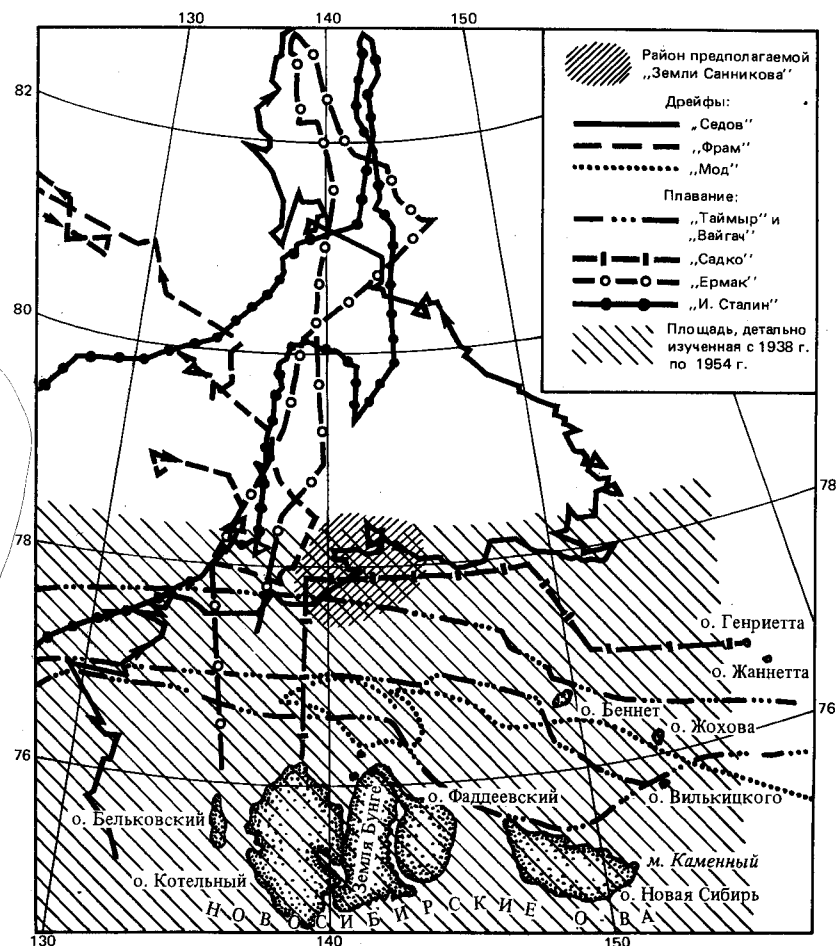 130
140
150
Район предполагаемой
„Земли Санникова"
Дрейфы:
„Седов"
„Фрам"
„Мод"
Плавание:
„Таймыр" и
„Вайгач"
„Садко"
„Ермак"
„И. Сталин"
Площадь, детально
изученная с 1938 г.
по 1954 г.
82
80
78
78
о. Генриетта
о. Жаннетта
76
о. Беннет
о. Жохова
76
о. Вилькицкого
о. Фаддеевский
о. Бельковский
Земля Бунге
м. Каменный
о. Котельный
о. Новая Сибирь
НОВОСИБИРСКИЕ О-ВА
130
140
150